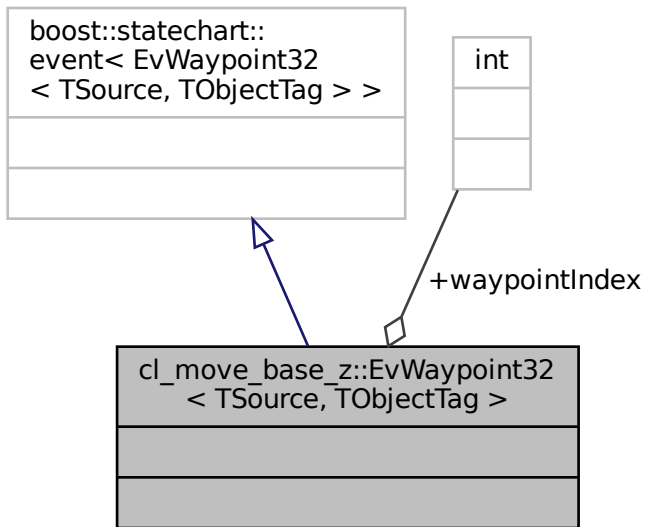 boost::statechart::
event< EvWaypoint32
< TSource, TObjectTag > >
int
+waypointIndex
cl_move_base_z::EvWaypoint32
< TSource, TObjectTag >